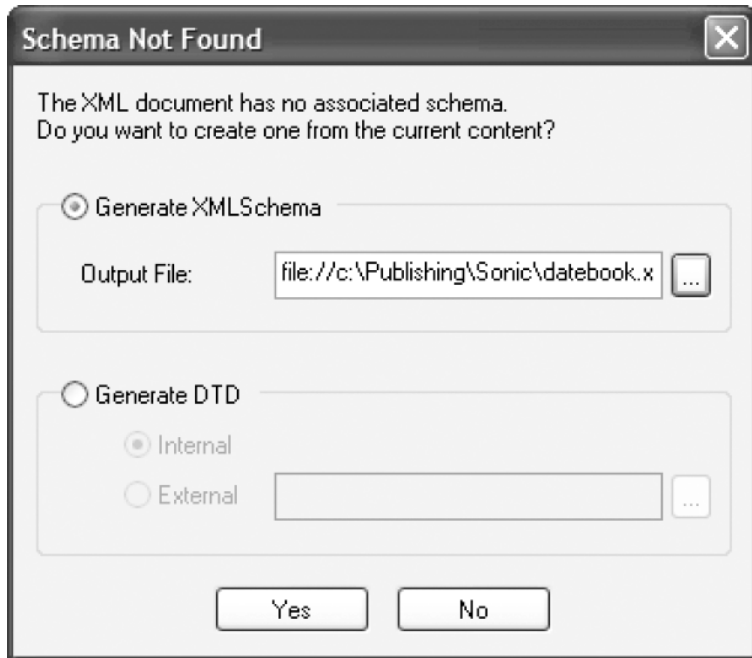 Schema Not Found
The XML document has no associated schema.
Do you want to create one from the current content?
Generate XMLSchema
Output File: file://c:\Publishing\Sonic\datebook.x ...
Generate DTD
Internal
External ...
Yes No